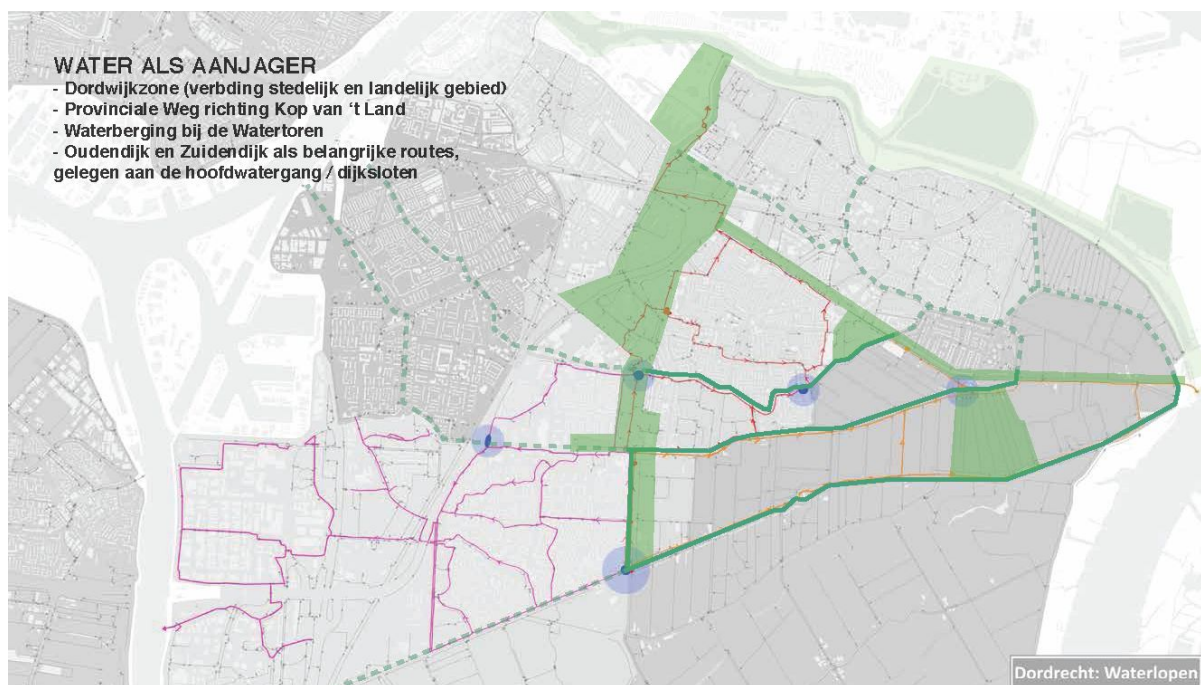 WATER ALS AANJAGER
- Dordwijkzone (verbding stedelijk en landelijk gebied)
- Provinciale Weg richting Kop van ‘t Land
- Waterberging bij de Watertoren
- Oudendijk en Zuidendijk als belangrijke routes,
gelegen aan de hoofdwatergang / dijksloten
Dordrecht: Waterlopen